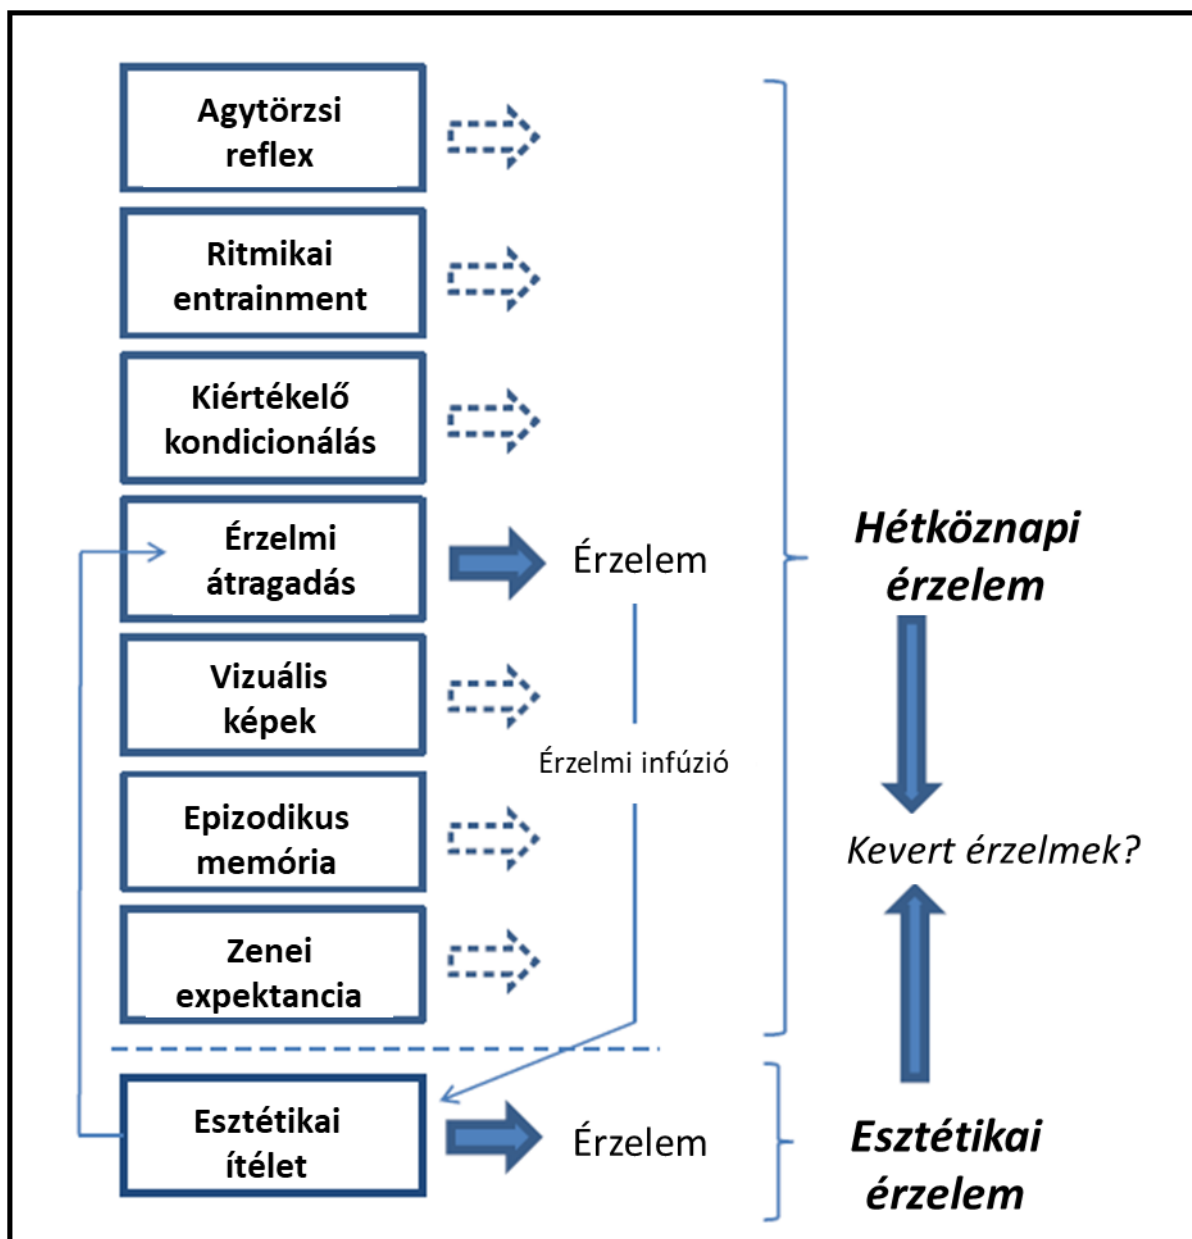 Agytörzsi
reflex
Ritmikai
entrainment
Kiértékelő
kondicionálás
Érzelmi
átragadás
Érzelem
Hétköznapi
érzelem
Vizuális
képek
Érzelmi infúzió
Epizodikus
memória
Kevert érzelmek?
Zenei
expektancia
Esztétikai
ítélet
Érzelem
Esztétikai
érzelem